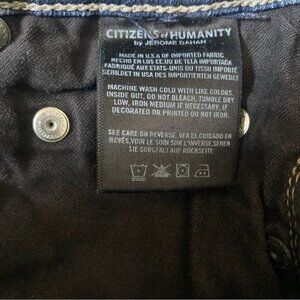 CITIZENS of HUMANITY
by JEROME DAHAN
MADE IN U.S.A OF IMPORTED FABRIC,
HECHO EN LOS EE.UU DE TELA IMPORTADA
FABRIQUÉ AUX ETATS-UNIS OU TISSU IMPORTÉ
GEBILDET IN USA DES IMPORTIERTEN GEWEBES
MACHINE WASH COLD WITH LIKE COLORS,
INSIDE OUT, DO NOT BLEACH, TUMBLE DRY
LOW, IRON MEDIUM IF NECESSARY, IF
DECORATED OR PRINTED DO NOT IRON.
SEE CARE ON REVERSE, VEA EL CUIDADO EN
REVÉS, VOIR LE SOIN SUR L'INVERSE, SEHEN
SIE SORGFALT AUF RÜCKSEITE